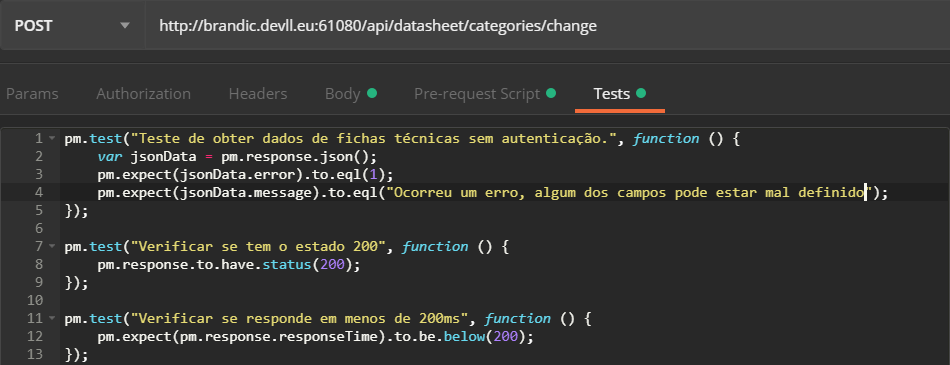 POST http://brandic.devll.eu:61080/api/datasheet/categories/change
Params Authorization Headers Body Pre-request Script Tests
1 pm.test("Teste de obter dados de fichas técnicas sem autenticação.", function () {
2 var jsonData = pm.response.json();
3 pm.expect(jsonData.error).to.eql(1);
4 pm.expect(jsonData.message).to.eql("Ocorreu um erro, algum dos campos pode estar mal definido");
5 });
6
7 pm.test("Verificar se tem o estado 200", function () {
8 pm.response.to.have.status(200);
9 });
10
11 pm.test("Verificar se responde em menos de 200ms", function () {
12 pm.expect(pm.response.responseTime).to.be.below(200);
13 });